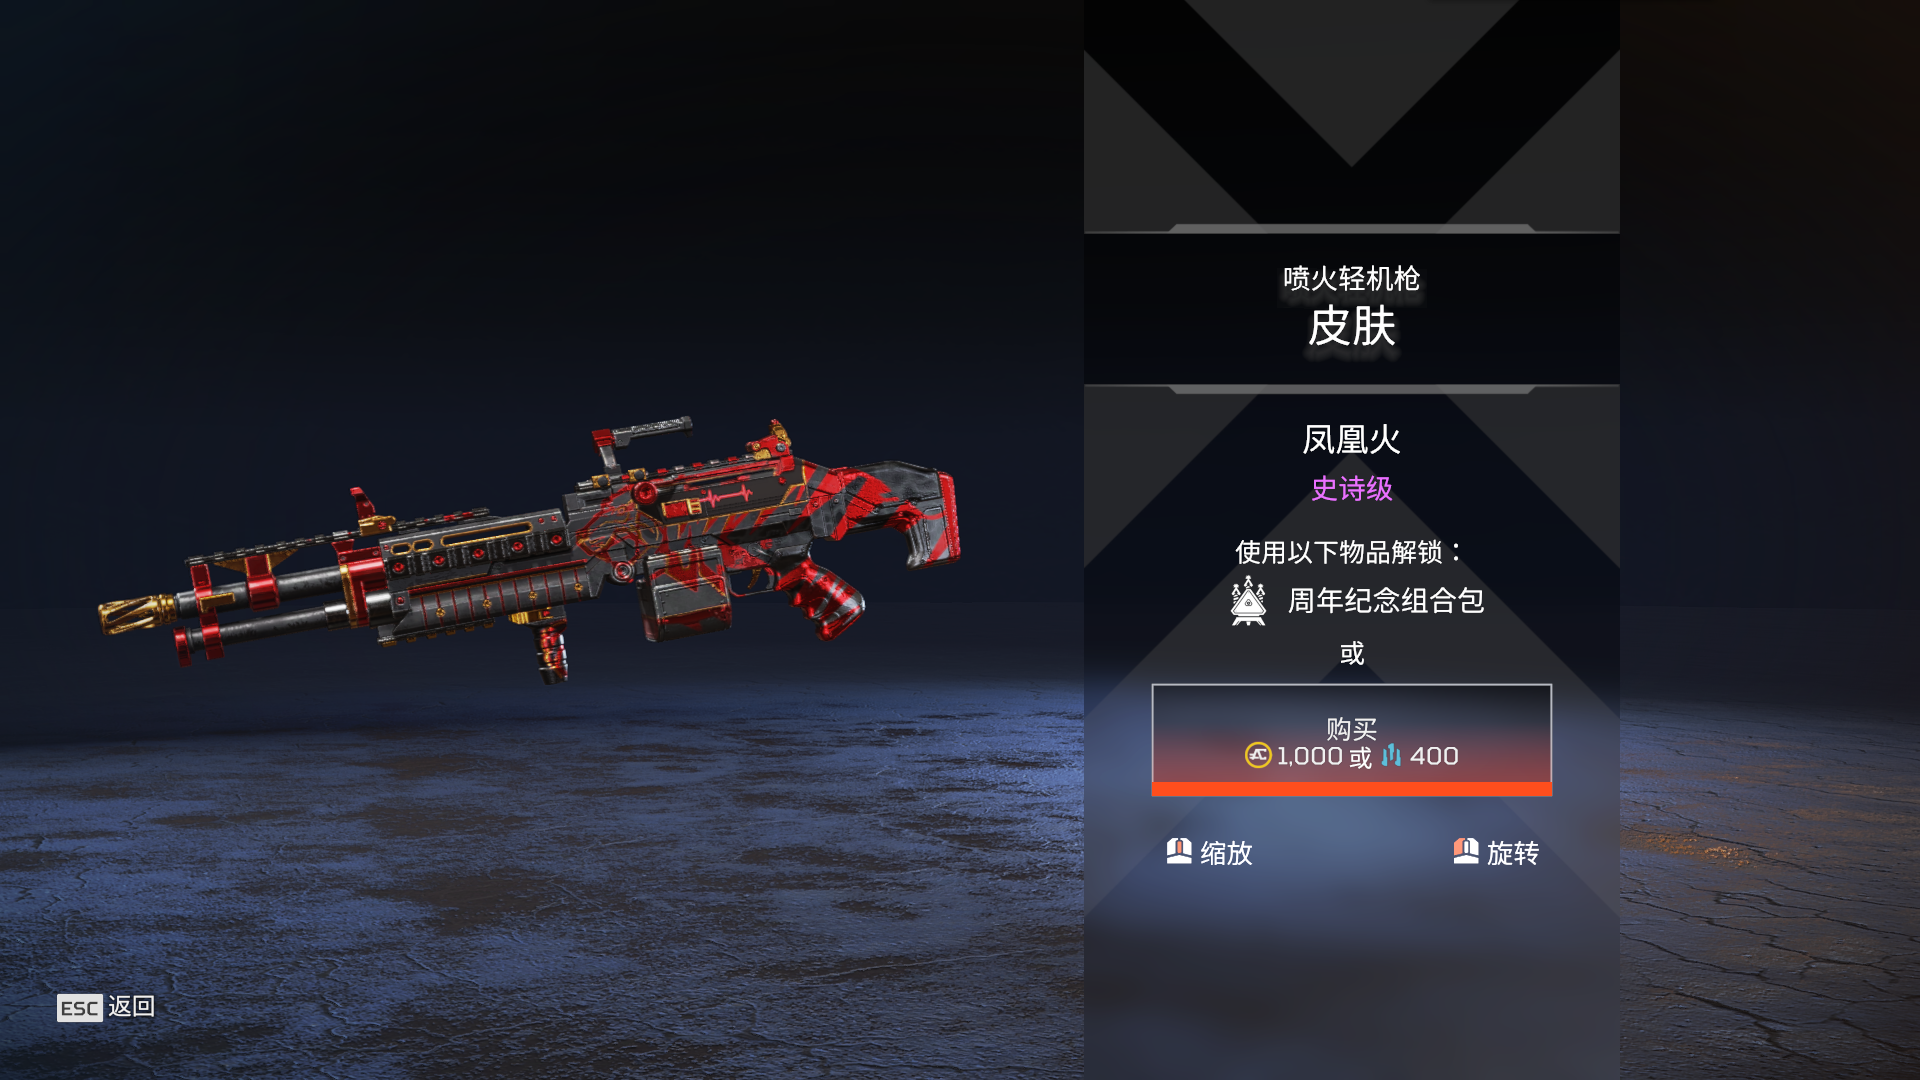 喷火轻机枪
皮肤
凤凰火
史诗级
使用以下物品解锁：
周年纪念组合包
或
购买
1,000 或 400
缩放 旋转
ESC 返回